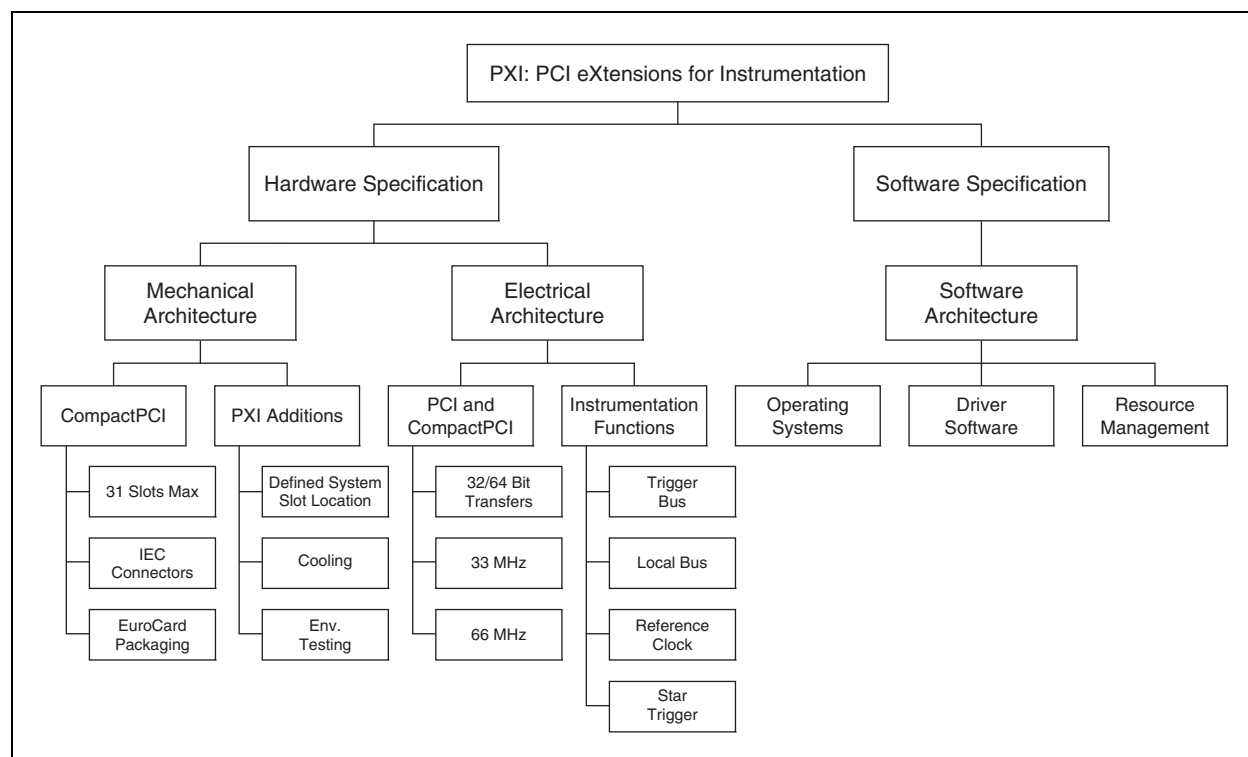 PXI: PCI eXtensions for Instrumentation
Hardware Specification
Software Specification
Mechanical
Architecture
Electrical
Architecture
Software
Architecture
CompactPCI
PXI Additions
PCI and
CompactPCI
Instrumentation
Functions
Operating
Systems
Driver
Software
Resource
Management
31 Slots Max
IEC
Connectors
EuroCard
Packaging
Defined System
Slot Location
Cooling
Env.
Testing
32/64 Bit
Transfers
33 MHz
66 MHz
Trigger
Bus
Local Bus
Reference
Clock
Star
Trigger